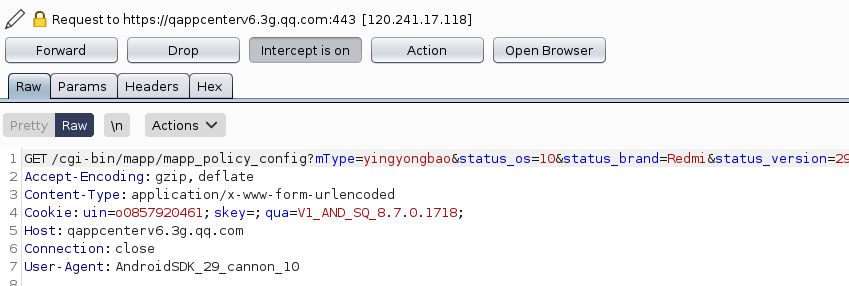 Request to https://qappcenterv6.3g.qq.com:443 [120.241.17.118]
Forward Drop Intercept is on Action Open Browser
Raw Params Headers Hex
Pretty Raw \n Actions
1 GET /cgi-bin/mapp/mapp_policy_config?mType=yingyongbao&status_os=10&status_brand=Redmi&status_version=29
2 Accept-Encoding: gzip, deflate
3 Content-Type: application/x-www-form-urlencoded
4 Cookie: uin=o0857920461; skey=; qua=V1_AND_SQ_8.7.0.1718;
5 Host: qappcenterv6.3g.qq.com
6 Connection: close
7 User-Agent: AndroidSDK_29_cannon_10
8